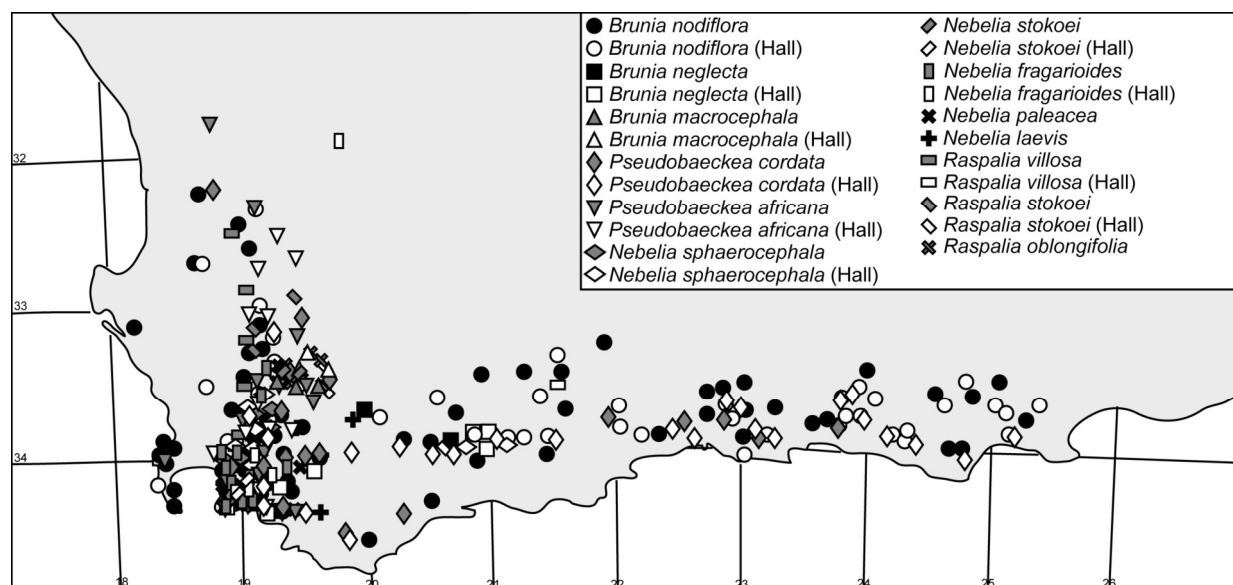 Brunia nodiflora
Brunia nodiflora (Hall)
Brunia neglecta
Brunia neglecta (Hall)
Brunia macrocephala
Brunia macrocephala (Hall)
Pseudobaeckea cordata
Pseudobaeckea cordata (Hall)
Pseudobaeckea africana
Pseudobaeckea africana (Hall)
Nebelia sphaerocephala
Nebelia sphaerocephala (Hall)
Nebelia stokoei
Nebelia stokoei (Hall)
Nebelia fragarioides
Nebelia fragarioides (Hall)
Nebelia paleacea
Nebelia laevis
Raspalia villosa
Raspalia villosa (Hall)
Raspalia stokoei
Raspalia stokoei (Hall)
Raspalia oblongifolia
32
33
34
18
19
20
21
22
23
24
25
26